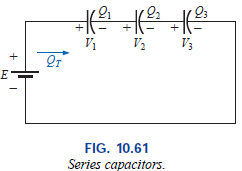 Q1 Q2 Q3
+ – + – + –
V1 V2 V3
+
QT
E
–
FIG. 10.61
Series capacitors.